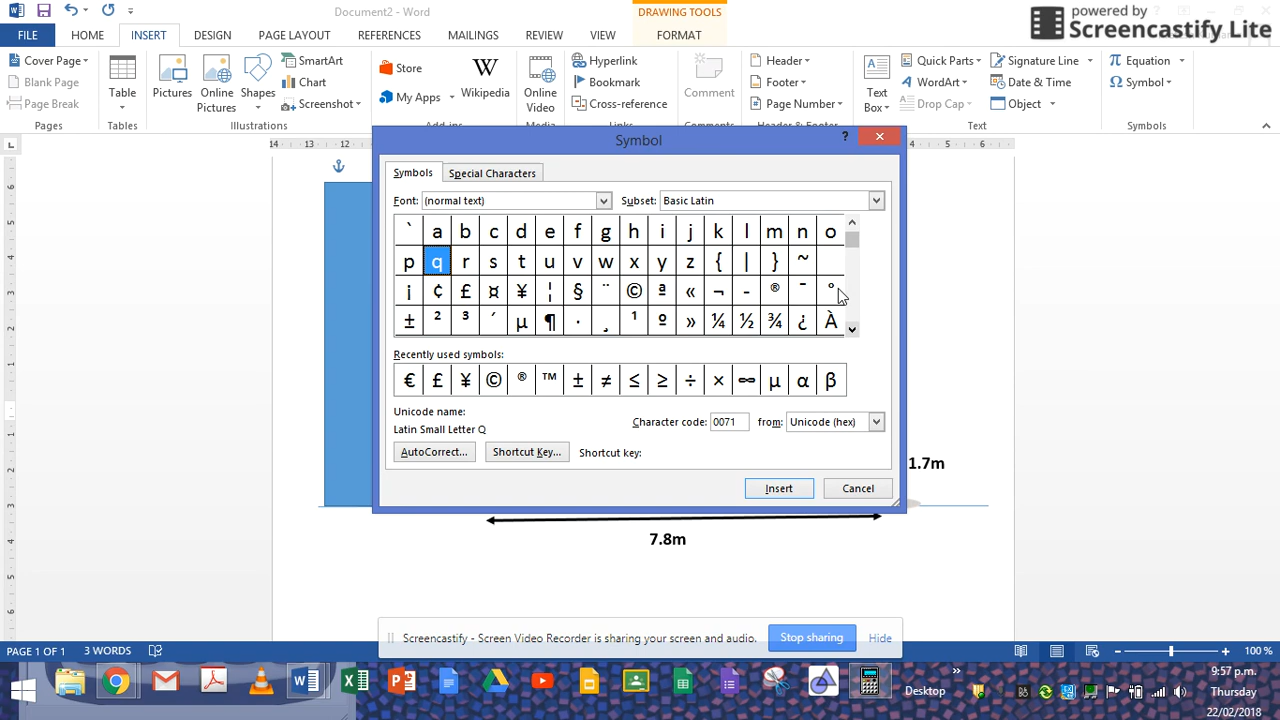 powered by
Screencastify Lite
Document2 - Word
DRAWING TOOLS
FILE HOME INSERT DESIGN PAGE LAYOUT REFERENCES MAILINGS REVIEW VIEW FORMAT
Cover Page
Blank Page
Page Break
Pages
Table
Tables
Pictures
Online Pictures
Shapes
SmartArt
Chart
Screenshot
Illustrations
Store
My Apps
W
Wikipedia
Online Video
Hyperlink
Bookmark
Cross-reference
Comment
Header
Footer
Page Number
A
Text Box
Quick Parts
WordArt
Drop Cap
Signature Line
Date & Time
Object
Text
π Equation
Ω Symbol
Symbols
14 13 12
4 5 6
Symbol
?
Symbols Special Characters
Font: (normal text) Subset: Basic Latin
` a b c d e f g h i j k l m n o
p q r s t u v w x y z { | } ~
¡ ¢ £ ¤ ¥ ¦ § ¨ © ª « ¬ - ® ¯ °
± ² ³ ´ µ ¶ · ¸ ¹ º » ¼ ½ ¾ ¿ À
Recently used symbols:
€ £ ¥ © ® ™ ± ≠ ≤ ≥ ÷ × ∞ µ α β
Unicode name:
Latin Small Letter Q
Character code: 0071 from: Unicode (hex)
AutoCorrect... Shortcut Key... Shortcut key:
Insert Cancel
1.7m
7.8m
Screencastify - Screen Video Recorder is sharing your screen and audio. Stop sharing Hide
PAGE 1 OF 1 3 WORDS 100 %
Desktop
9:57 p.m.
Thursday
22/02/2018